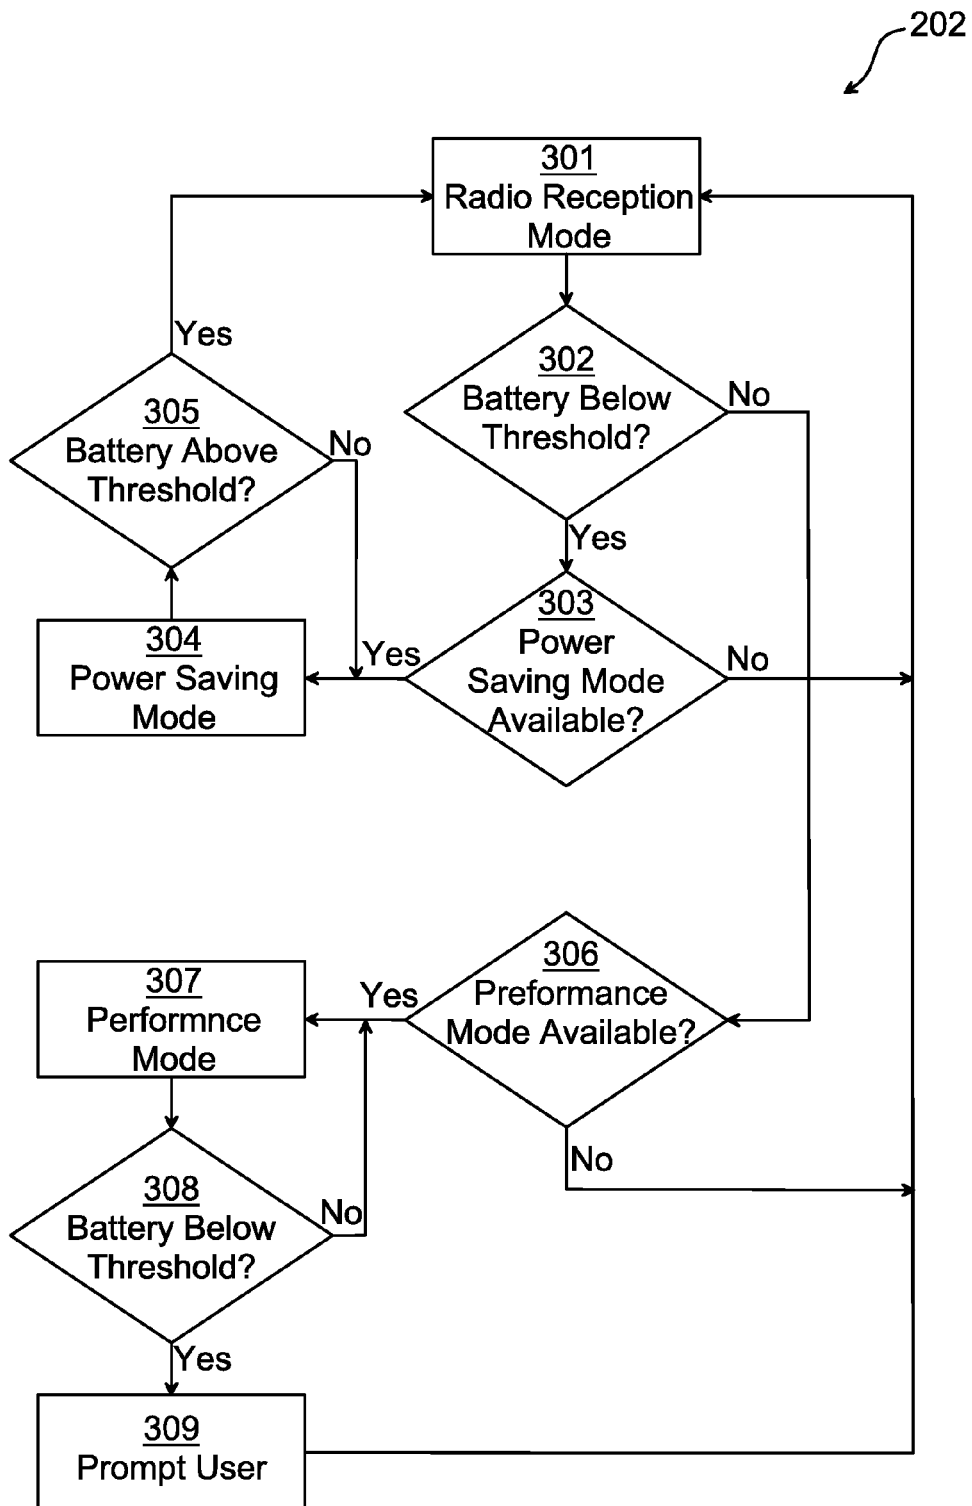 202
301
Radio Reception
Mode
302
Battery Below
Threshold?
No
Yes
Yes
305
Battery Above
Threshold?
No
303
Power
Saving Mode
Available?
Yes
No
304
Power Saving
Mode
306
Preformance
Mode Available?
Yes
No
307
Performnce
Mode
308
Battery Below
Threshold?
No
Yes
309
Prompt User